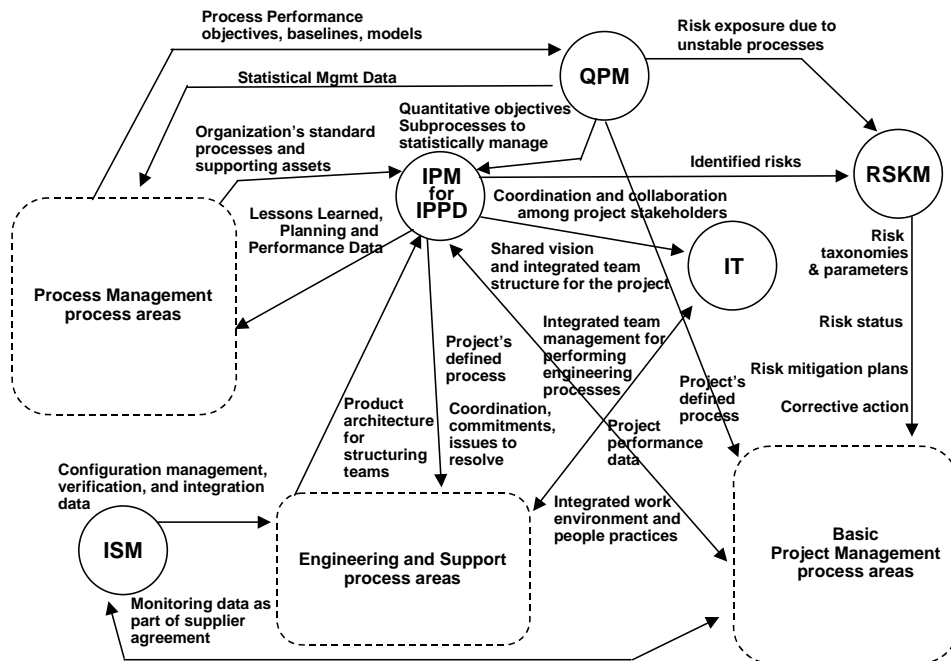 Process Performance
objectives, baselines, models
Risk exposure due to
unstable processes
QPM
Statistical Mgmt Data
Quantitative objectives
Subprocesses to
statistically manage
Organization's standard
processes and
supporting assets
Identified risks
IPM
for
IPPD
RSKM
Coordination and collaboration
among project stakeholders
Lessons Learned,
Planning and
Performance Data
Shared vision
and integrated team
structure for the project
IT
Risk
taxonomies
& parameters
Process Management
process areas
Risk status
Integrated team
management for
performing
engineering
processes
Project's
defined
process
Risk mitigation plans
Project's
defined
process
Corrective action
Product
architecture
for
structuring
teams
Coordination,
commitments,
issues to
resolve
Project
performance
data
Configuration management,
verification, and integration
data
Integrated work
environment and
people practices
ISM
Engineering and Support
process areas
Basic
Project Management
process areas
Monitoring data as
part of supplier
agreement